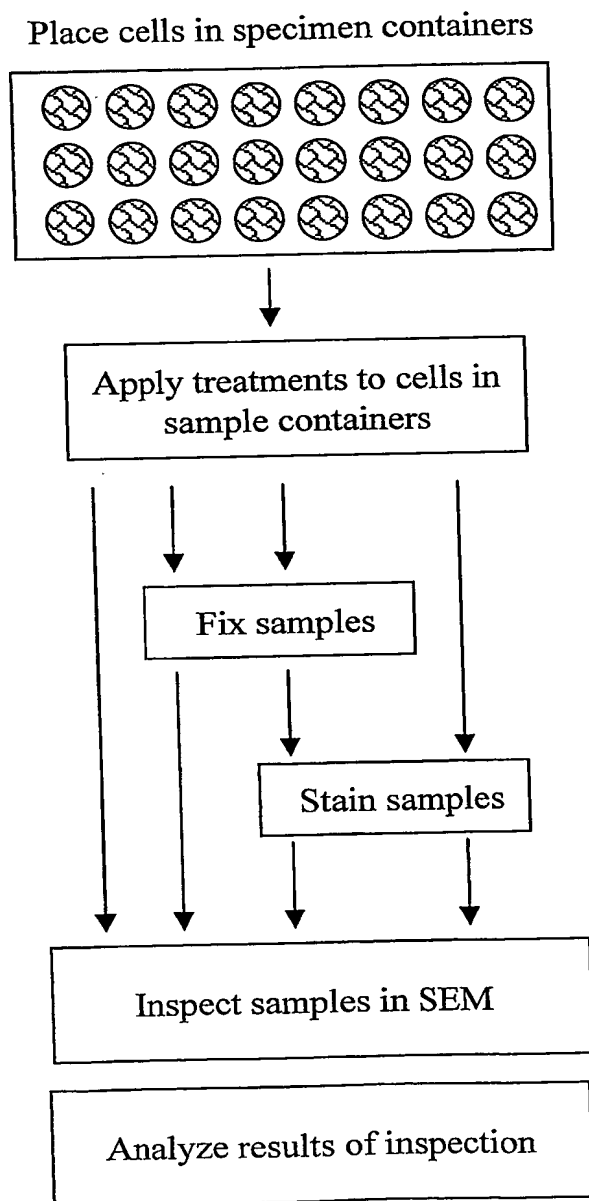 Place cells in specimen containers
Apply treatments to cells in
sample containers
Fix samples
Stain samples
Inspect samples in SEM
Analyze results of inspection